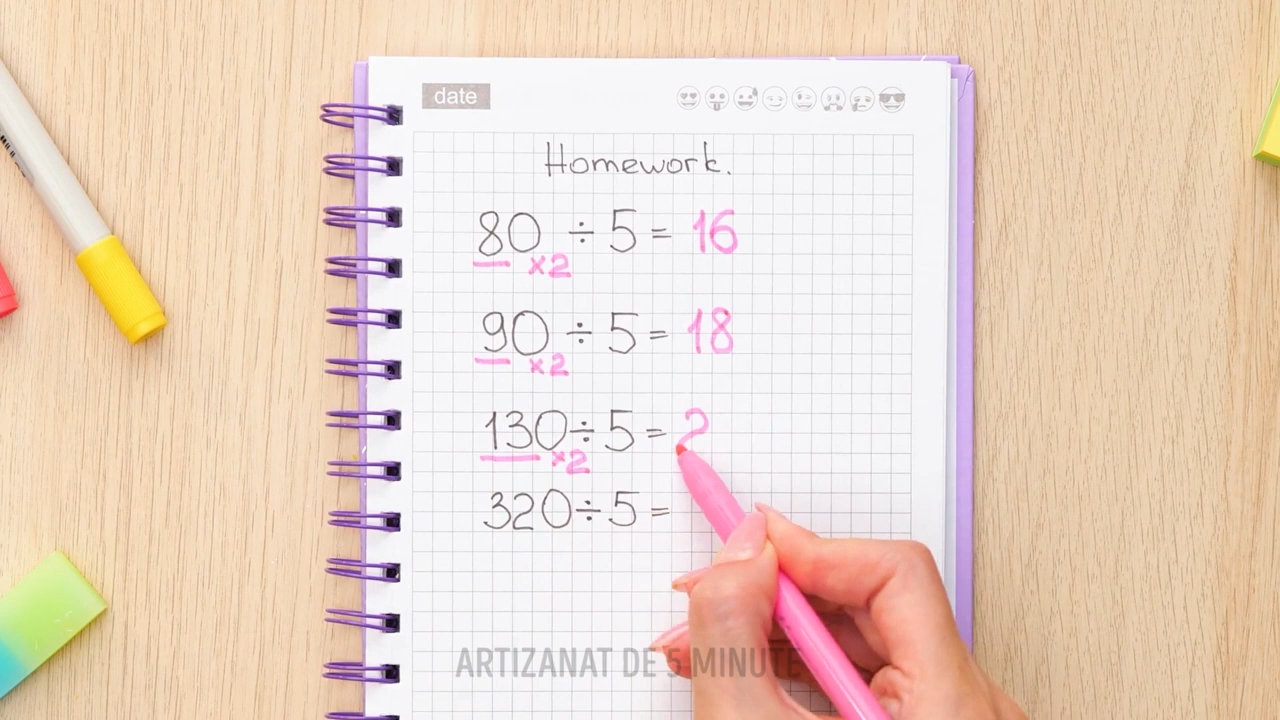 date
Homework.
80 ÷ 5 = 16
×2
90 ÷ 5 = 18
×2
130 ÷ 5 = 2
×2
320 ÷ 5 =
ARTIZANAT DE 5 MINUTE